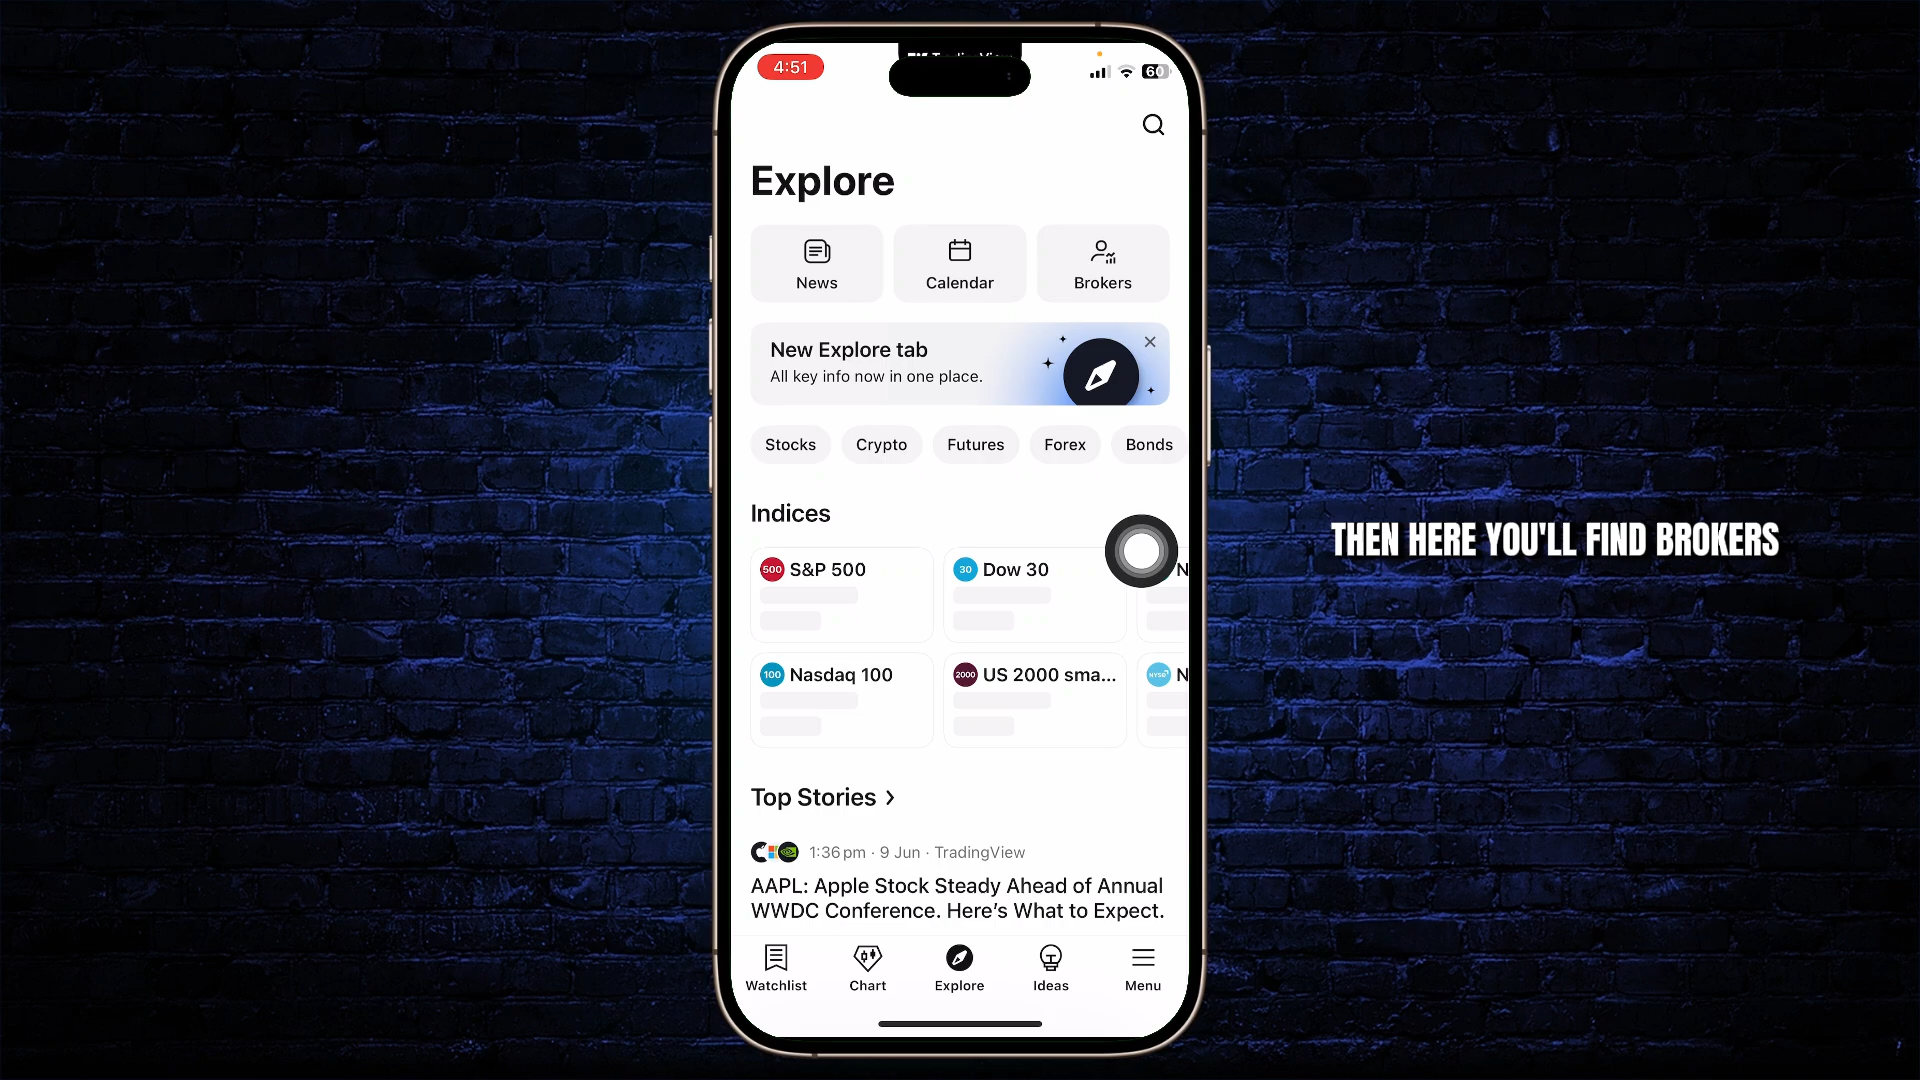 4:51
60
Explore
News
Calendar
Brokers
New Explore tab
All key info now in one place.
Stocks
Crypto
Futures
Forex
Bonds
Indices
500 S&P 500
30 Dow 30
N
100 Nasdaq 100
2000 US 2000 sma...
NYSE N
Top Stories >
1:36 pm · 9 Jun · TradingView
AAPL: Apple Stock Steady Ahead of Annual
WWDC Conference. Here’s What to Expect.
Watchlist
Chart
Explore
Ideas
Menu
THEN HERE YOU'LL FIND BROKERS